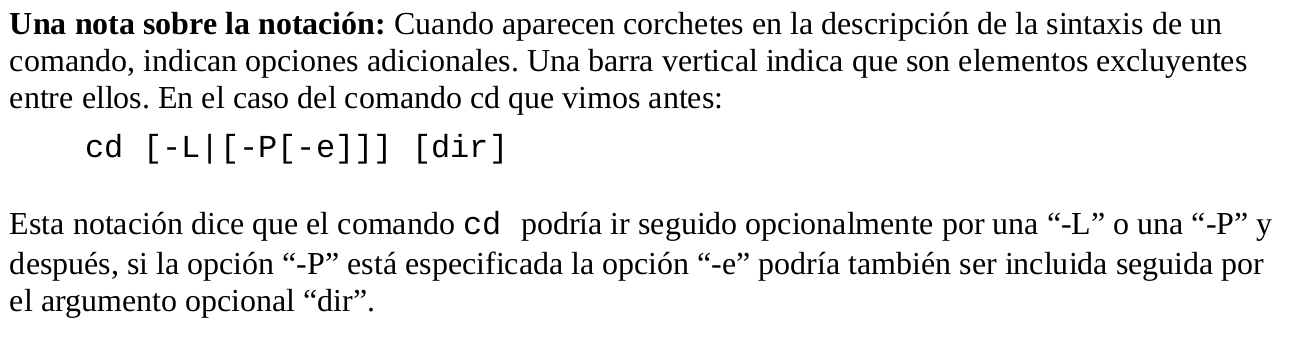 Una nota sobre la notación: Cuando aparecen corchetes en la descripción de la sintaxis de un
comando, indican opciones adicionales. Una barra vertical indica que son elementos excluyentes
entre ellos. En el caso del comando cd que vimos antes:
cd [-L|[-P[-e]]] [dir]
Esta notación dice que el comando cd podría ir seguido opcionalmente por una “-L” o una “-P” y
después, si la opción “-P” está especificada la opción “-e” podría también ser incluida seguida por
el argumento opcional “dir”.